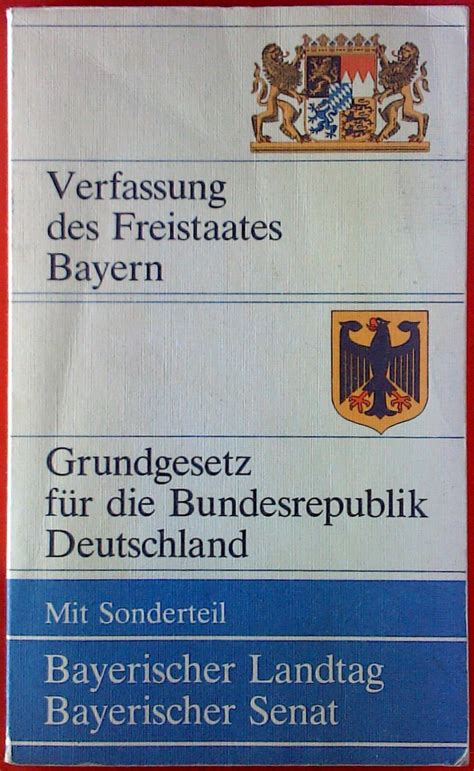 Verfassung
des Freistaates
Bayern
Grundgesetz
für die Bundesrepublik
Deutschland
Mit Sonderteil
Bayerischer Landtag
Bayerischer Senat